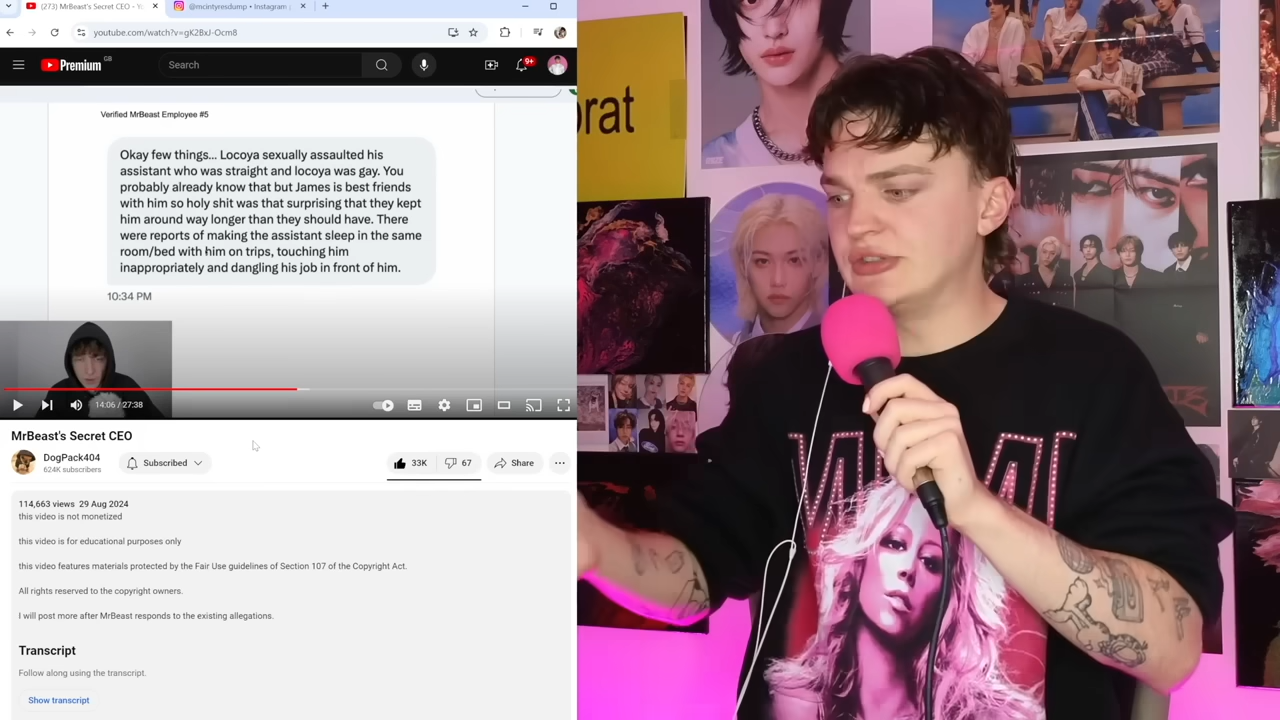 (273) MrBeast's Secret CEO - Yo
@mcintyresdump • Instagram p
youtube.com/watch?v=gK2BxJ-Ocm8
Premium GB
Search
9+
Verified MrBeast Employee #5
Okay few things... Locoya sexually assaulted his
assistant who was straight and locoya was gay. You
probably already know that but James is best friends
with him so holy shit was that surprising that they kept
him around way longer than they should have. There
were reports of making the assistant sleep in the same
room/bed with him on trips, touching him
inappropriately and dangling his job in front of him.
10:34 PM
14:06 / 27:38
MrBeast's Secret CEO
DogPack404
624K subscribers
Subscribed
33K
67
Share
114,663 views 29 Aug 2024
this video is not monetized
this video is for educational purposes only
this video features materials protected by the Fair Use guidelines of Section 107 of the Copyright Act.
All rights reserved to the copyright owners.
I will post more after MrBeast responds to the existing allegations.
Transcript
Follow along using the transcript.
Show transcript
brat